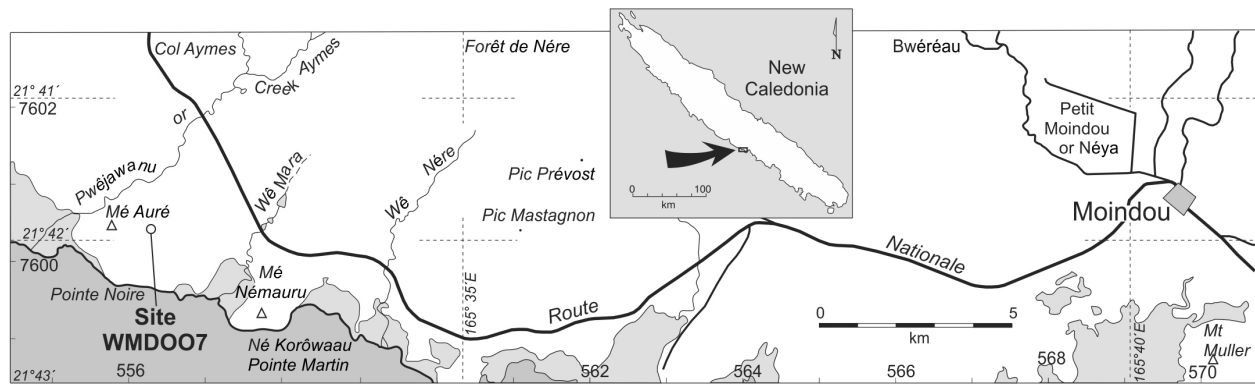 Col Aymes
Creek Aymes
or
Pwêjawanu
Forêt de Nére
New
Caledonia
N
0 100
km
Bwéréau
21° 41´
7602
Petit
Moindou
or Néya
Wê Mara
Wê Nère
Pic Prévost
Pic Mastagnon
Moindou
Mé Auré
21° 42´
7600
Nationale
Route
Pointe Noire
Mé
Némauru
165° 35´E
Site
WMDOO7
0 5
km
Né Korôwaau
Pointe Martin
165°40´E
Mt
Muller
21°43´
556
562
564
566
568
570